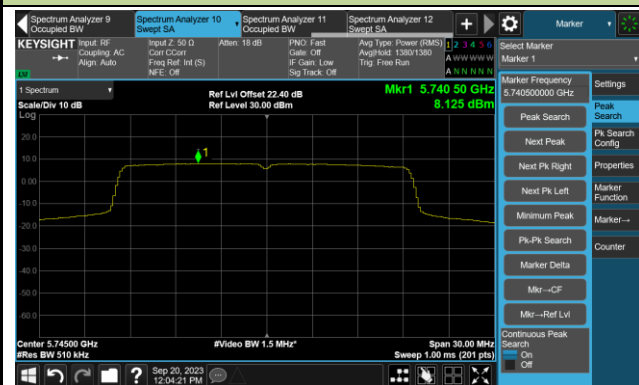 Spectrum Analyzer 9
Occupied BW
Spectrum Analyzer 10
Swept SA
Spectrum Analyzer 11
Occupied BW
Spectrum Analyzer 12
Swept SA
Marker
KEYSIGHT
Input: RF
Coupling: AC
Align: Auto
Input Z: 50 Ω
Corr CCorr
Freq Ref: Int (S)
NFE: Off
Atten: 18 dB
PNO: Fast
Gate: Off
IF Gain: Low
Sig Track: Off
Avg Type: Power (RMS)
Avg|Hold: 1380/1380
Trig: Free Run
1 2 3 4 5 6
A W W W W W
A N N N N N
Select Marker
Marker 1
1 Spectrum
Scale/Div 10 dB
Log
Ref Lvl Offset 22.40 dB
Ref Level 30.00 dBm
Mkr1 5.740 50 GHz
8.125 dBm
20.0
10.0
0.00
-10.0
-20.0
-30.0
-40.0
-50.0
-60.0
1
Center 5.74500 GHz
#Res BW 510 kHz
#Video BW 1.5 MHz*
Span 30.00 MHz
Sweep 1.00 ms (201 pts)
Marker Frequency
5.740500000 GHz
Peak Search
Next Peak
Next Pk Right
Next Pk Left
Minimum Peak
Pk-Pk Search
Marker Delta
Mkr→CF
Mkr→Ref Lvl
Continuous Peak
Search
On
Off
Settings
Peak
Search
Pk Search
Config
Properties
Marker
Function
Marker→
Counter
Sep 20, 2023
12:04:21 PM